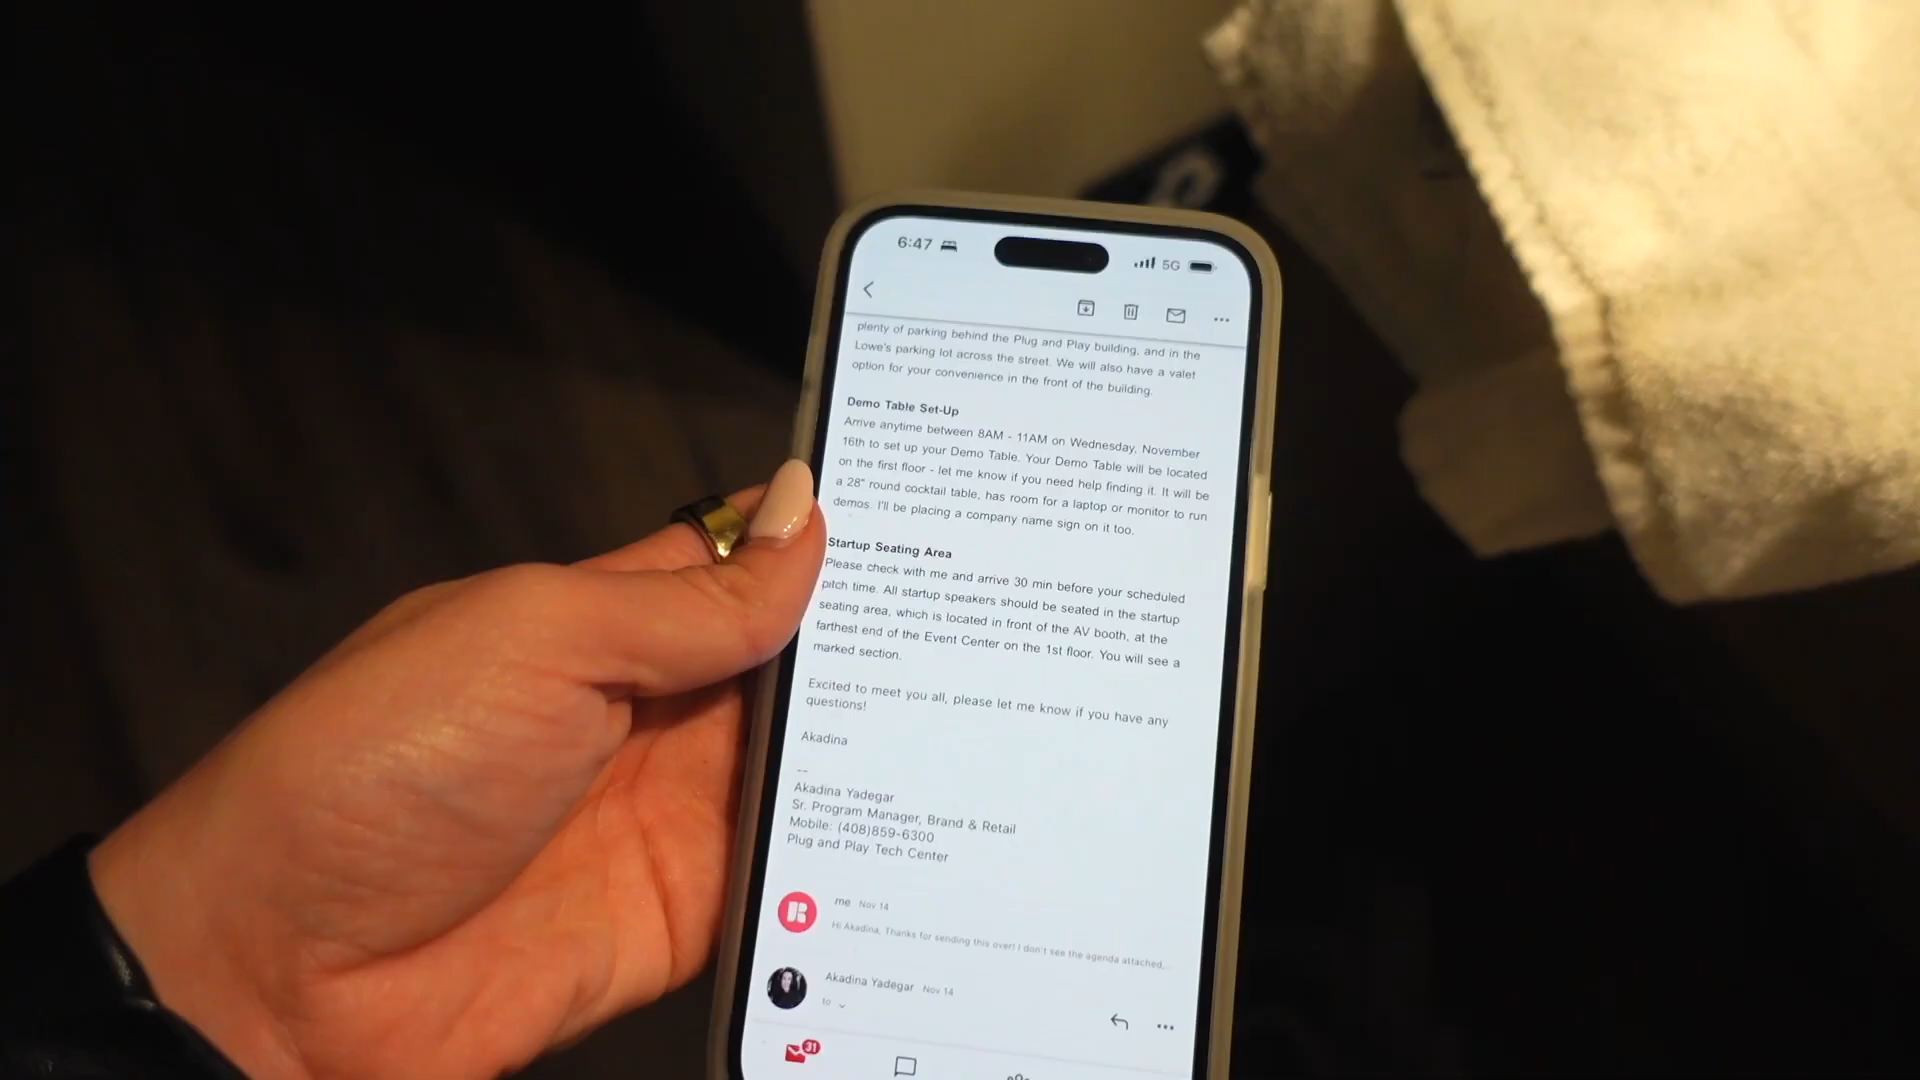 6:47
5G
plenty of parking behind the Plug and Play building, and in the
Lowe's parking lot across the street. We will also have a valet
option for your convenience in the front of the building.
Demo Table Set-Up
Arrive anytime between 8AM - 11AM on Wednesday, November
16th to set up your Demo Table. Your Demo Table will be located
on the first floor - let me know if you need help finding it. It will be
a 28" round cocktail table, has room for a laptop or monitor to run
demos. I'll be placing a company name sign on it too.
Startup Seating Area
Please check with me and arrive 30 min before your scheduled
pitch time. All startup speakers should be seated in the startup
seating area, which is located in front of the AV booth, at the
farthest end of the Event Center on the 1st floor. You will see a
marked section.
Excited to meet you all, please let me know if you have any
questions!
Akadina
--
Akadina Yadegar
Sr. Program Manager, Brand & Retail
Mobile: (408)859-6300
Plug and Play Tech Center
me Nov 14
Hi Akadina, Thanks for sending this over! I don't see the agenda attached,
Akadina Yadegar Nov 14
to
31